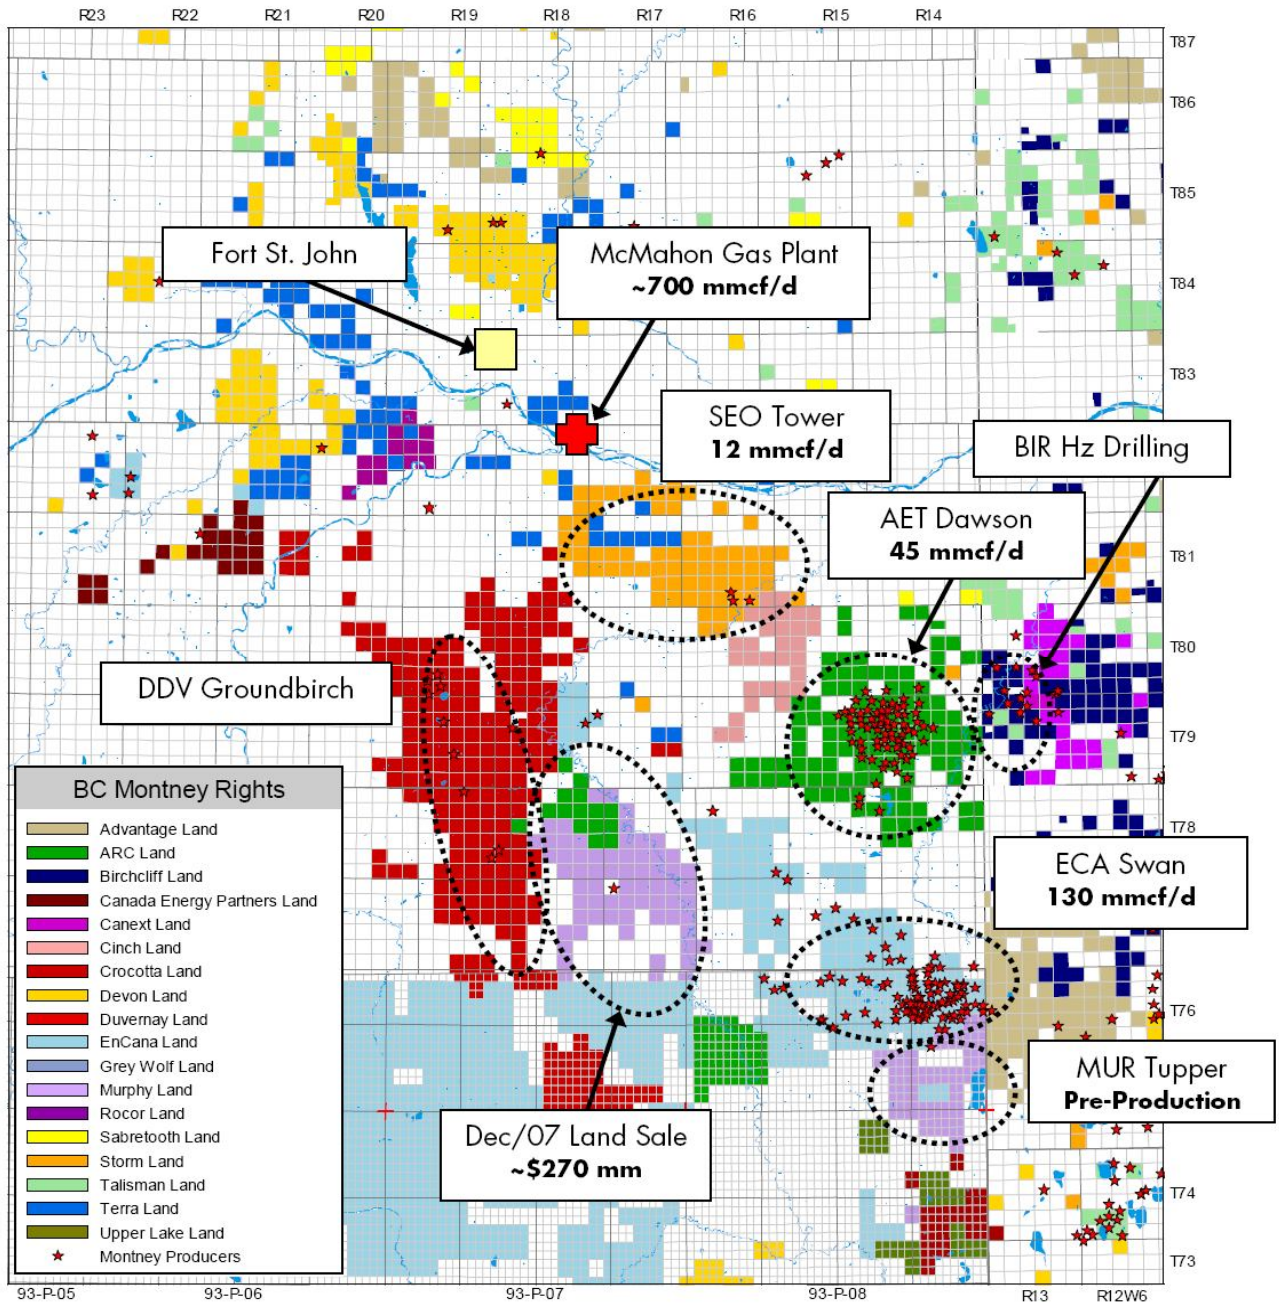 R23 R22 R21 R20 R19 R18 R17 R16 R15 R14
T87
T86
T85
Fort St. John
McMahon Gas Plant
~700 mmcf/d
T84
T83
SEO Tower
12 mmcf/d
BIR Hz Drilling
AET Dawson
45 mmcf/d
T81
T80
DDV Groundbirch
T79
BC Montney Rights
Advantage Land
ARC Land
Birchcliff Land
Canada Energy Partners Land
Canext Land
Cinch Land
Crocotta Land
Devon Land
Duvernay Land
EnCana Land
Grey Wolf Land
Murphy Land
Rocor Land
Sabretooth Land
Storm Land
Talisman Land
Terra Land
Upper Lake Land
Montney Producers
T78
ECA Swan
130 mmcf/d
T76
MUR Tupper
Pre-Production
Dec/07 Land Sale
~$270 mm
T74
T73
93-P-05 93-P-06 93-P-07 93-P-08 R13 R12W6